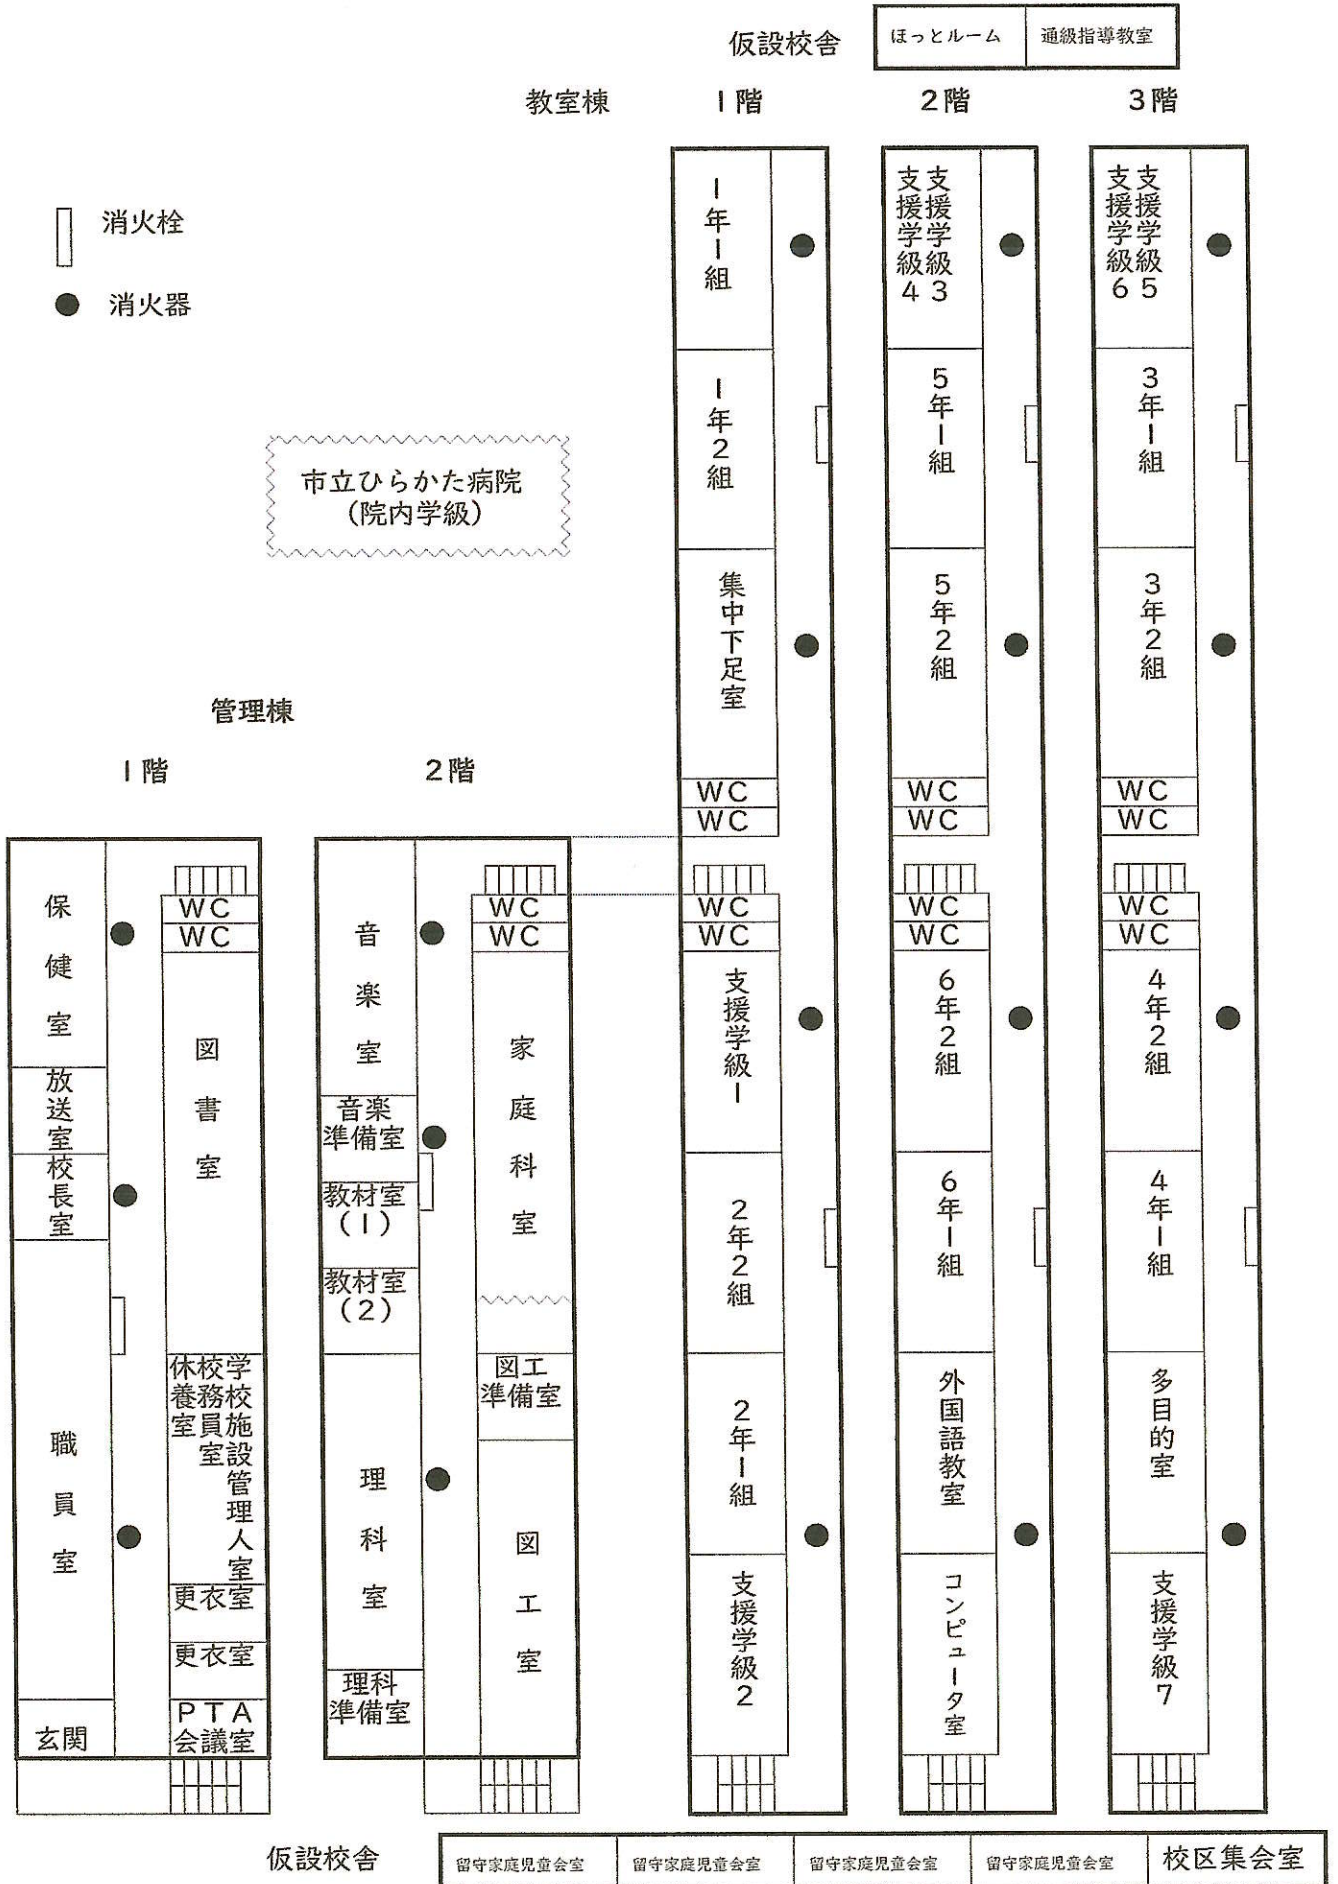 仮設校舎
ほっとルーム
通級指導教室
教室棟
1階
2階
3階
消火栓
消火器
市立ひらかた病院
(院内学級)
1年1組
1年2組
集中下足室
WC
WC
WC
WC
支援学級1
2年2組
2年1組
支援学級2
支援学級3
支援学級4
5年1組
5年2組
WC
WC
WC
WC
6年2組
6年1組
外国語教室
コンピュータ室
支援学級5
支援学級6
3年1組
3年2組
WC
WC
WC
WC
4年2組
4年1組
多目的室
支援学級7
管理棟
1階
2階
保健室
放送室
校長室
職員室
玄関
WC
WC
図書室
学校施設管理人室
校務員室
休養室
更衣室
更衣室
PTA
会議室
音楽室
音楽
準備室
教材室
(1)
教材室
(2)
理科室
理科
準備室
WC
WC
家庭科室
図工
準備室
図工室
仮設校舎
留守家庭児童会室
留守家庭児童会室
留守家庭児童会室
留守家庭児童会室
校区集会室